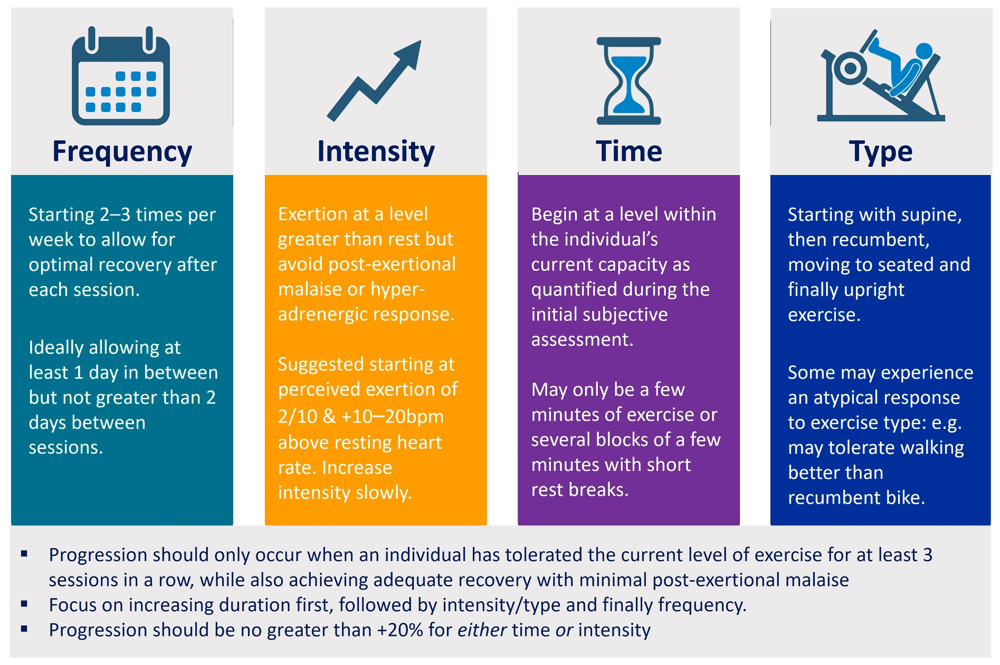 Frequency
Starting 2–3 times per
week to allow for
optimal recovery after
each session.
Ideally allowing at
least 1 day in between
but not greater than 2
days between
sessions.
Intensity
Exertion at a level
greater than rest but
avoid post-exertional
malaise or hyper-
adrenergic response.
Suggested starting at
perceived exertion of
2/10 & +10–20bpm
above resting heart
rate. Increase
intensity slowly.
Time
Begin at a level within
the individual’s
current capacity as
quantified during the
initial subjective
assessment.
May only be a few
minutes of exercise or
several blocks of a few
minutes with short
rest breaks.
Type
Starting with supine,
then recumbent,
moving to seated and
finally upright
exercise.
Some may experience
an atypical response
to exercise type: e.g.
may tolerate walking
better than
recumbent bike.
▪ Progression should only occur when an individual has tolerated the current level of exercise for at least 3
sessions in a row, while also achieving adequate recovery with minimal post-exertional malaise
▪ Focus on increasing duration first, followed by intensity/type and finally frequency.
▪ Progression should be no greater than +20% for either time or intensity